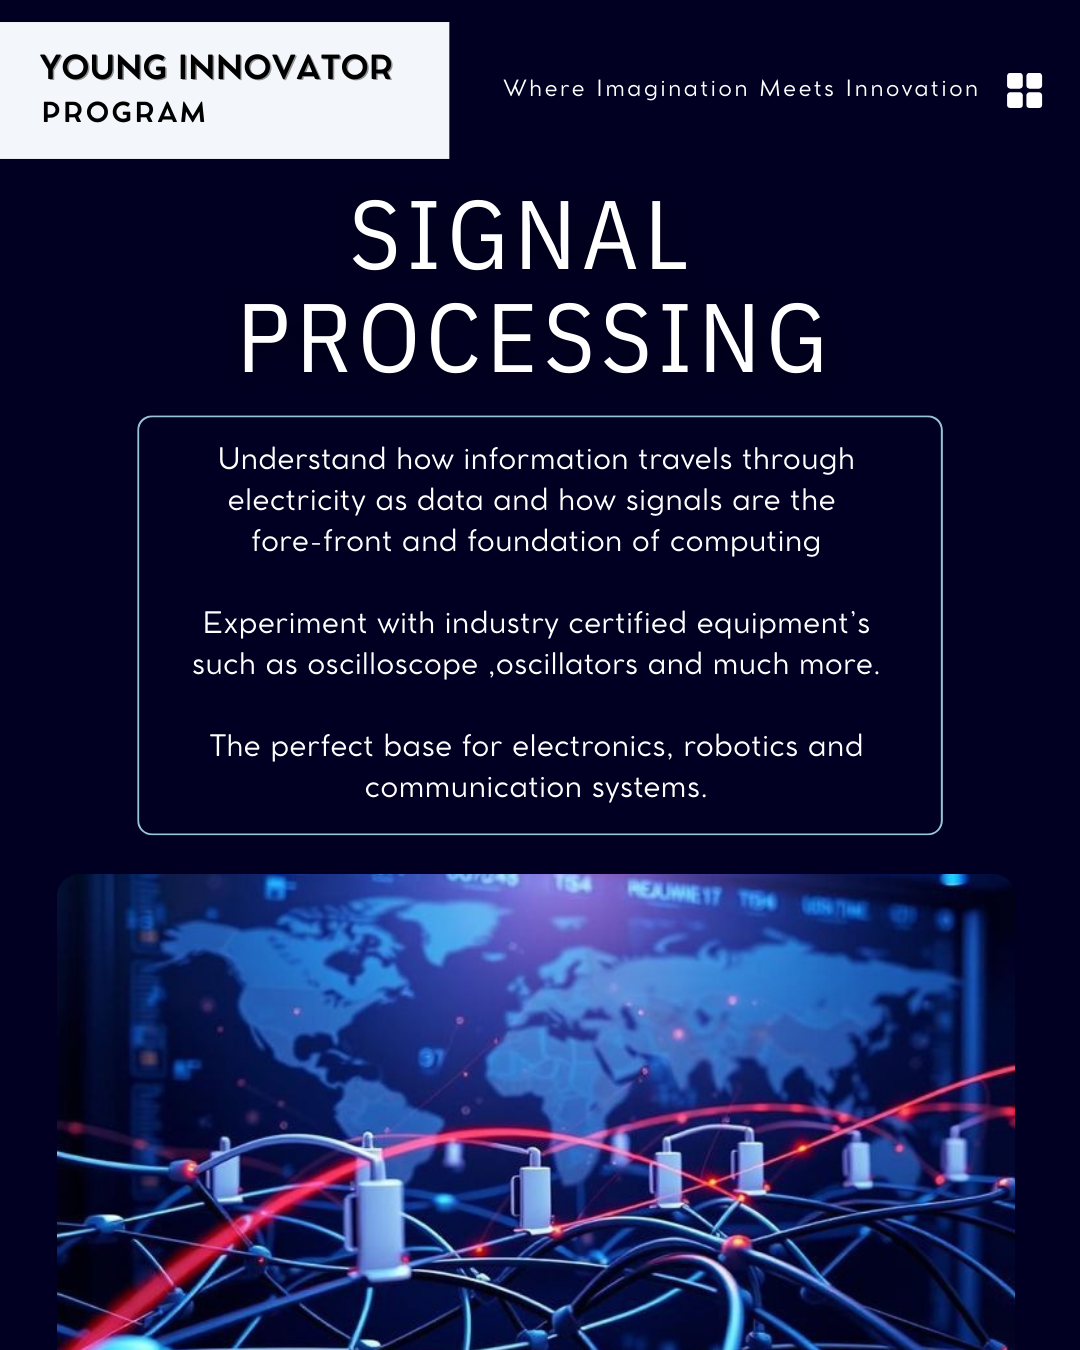 YOUNG INNOVATOR
PROGRAM
Where Imagination Meets Innovation
SIGNAL
PROCESSING
Understand how information travels through
electricity as data and how signals are the
fore-front and foundation of computing
Experiment with industry certified equipment’s
such as oscilloscope ,oscillators and much more.
The perfect base for electronics, robotics and
communication systems.